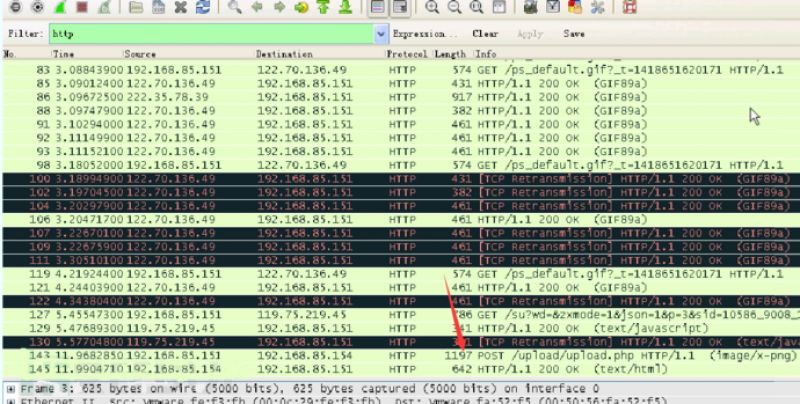 Filter: http Expression... Clear Apply Save
No. Time Source Destination Protocol Length Info
83 3.08843900 192.168.85.151 122.70.136.49 HTTP 574 GET /ps_default.gif?_t=1418651620171 HTTP/1.1
85 3.09012400 122.70.136.49 192.168.85.151 HTTP 431 HTTP/1.1 200 OK (GIF89a)
86 3.09672500 222.35.78.39 192.168.85.151 HTTP 917 HTTP/1.1 200 OK (GIF89a)
88 3.09747900 122.70.136.49 192.168.85.151 HTTP 382 HTTP/1.1 200 OK (GIF89a)
91 3.10294000 122.70.136.49 192.168.85.151 HTTP 461 HTTP/1.1 200 OK (GIF89a)
92 3.11149900 122.70.136.49 192.168.85.151 HTTP 461 HTTP/1.1 200 OK (GIF89a)
93 3.11152100 122.70.136.49 192.168.85.151 HTTP 461 HTTP/1.1 200 OK (GIF89a)
98 3.18052000 192.168.85.151 122.70.136.49 HTTP 574 GET /ps_default.gif?_t=1418651620171 HTTP/1.1
100 3.18994900 122.70.136.49 192.168.85.151 HTTP 431 [TCP Retransmission] HTTP/1.1 200 OK (GIF89a)
102 3.19704500 122.70.136.49 192.168.85.151 HTTP 382 [TCP Retransmission] HTTP/1.1 200 OK (GIF89a)
104 3.20297900 122.70.136.49 192.168.85.151 HTTP 461 [TCP Retransmission] HTTP/1.1 200 OK (GIF89a)
106 3.20471700 122.70.136.49 192.168.85.151 HTTP 461 HTTP/1.1 200 OK (GIF89a)
107 3.22670100 122.70.136.49 192.168.85.151 HTTP 461 [TCP Retransmission] HTTP/1.1 200 OK (GIF89a)
109 3.22675900 122.70.136.49 192.168.85.151 HTTP 461 [TCP Retransmission] HTTP/1.1 200 OK (GIF89a)
111 3.30510100 122.70.136.49 192.168.85.151 HTTP 461 [TCP Retransmission] HTTP/1.1 200 OK (GIF89a)
119 4.21924400 192.168.85.151 122.70.136.49 HTTP 574 GET /ps_default.gif?_t=1418651620171 HTTP/1.1
121 4.24403900 122.70.136.49 192.168.85.151 HTTP 461 HTTP/1.1 200 OK (GIF89a)
122 4.34380400 122.70.136.49 192.168.85.151 HTTP 461 [TCP Retransmission] HTTP/1.1 200 OK (GIF89a)
127 5.45547300 192.168.85.151 119.75.219.45 HTTP GET /su?wd=&zxmode=1&json=1&p=3&sid=10586_9008_
129 5.47689300 119.75.219.45 192.168.85.151 HTTP HTTP/1.1 200 OK (text/javascript)
130 5.57704800 119.75.219.45 192.168.85.151 HTTP [TCP Retransmission] HTTP/1.1 200 OK (text/jav
143 11.9682850 192.168.85.151 192.168.85.154 HTTP 1197 POST /upload/upload.php HTTP/1.1 (image/x-png)
145 11.9904710 192.168.85.154 192.168.85.151 HTTP 642 HTTP/1.1 200 OK (text/html)
Frame 3: 625 bytes on wire (5000 bits), 625 bytes captured (5000 bits) on interface 0
Ethernet II, Src: Vmware_fe:f3:fb (00:0c:29:fe:f3:fb), Dst: Vmware_fa:52:f5 (00:50:56:fa:52:f5)